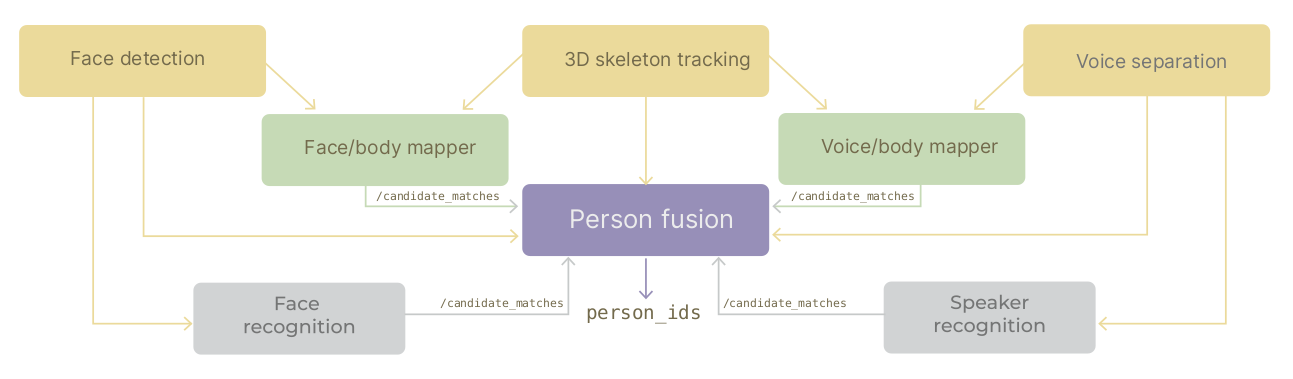 Face detection
3D skeleton tracking
Voice separation
Face/body mapper
Voice/body mapper
/candidate_matches
/candidate_matches
Person fusion
Face
recognition
/candidate_matches
person_ids
/candidate_matches
Speaker
recognition